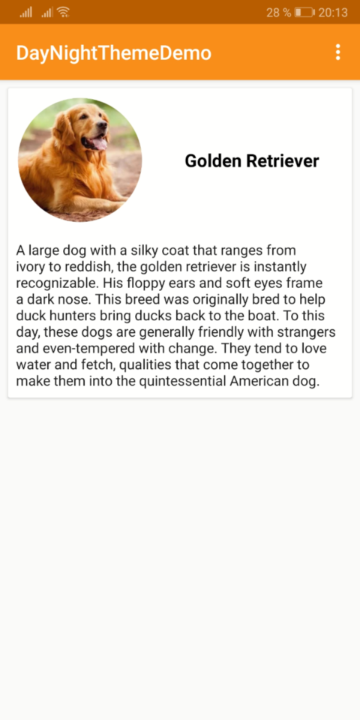 28 % 20:13
DayNightThemeDemo
Golden Retriever
A large dog with a silky coat that ranges from
ivory to reddish, the golden retriever is instantly
recognizable. His floppy ears and soft eyes frame
a dark nose. This breed was originally bred to help
duck hunters bring ducks back to the boat. To this
day, these dogs are generally friendly with strangers
and even-tempered with change. They tend to love
water and fetch, qualities that come together to
make them into the quintessential American dog.